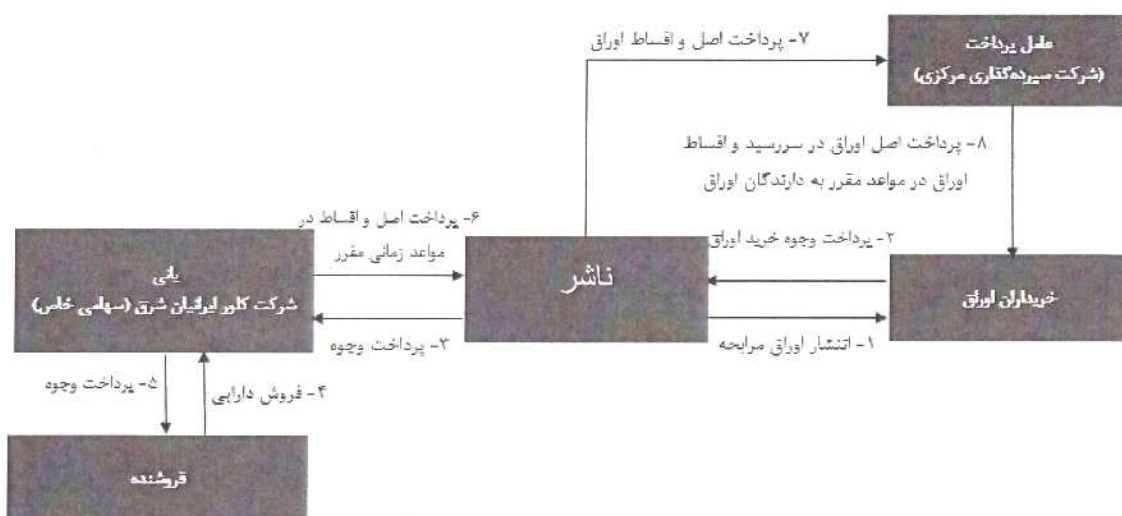 ۷- پرداخت اصل و اقساط اوراق
عامل پرداخت
(شرکت سپرده‌گذاری مرکزی)
۸- پرداخت اصل اوراق در سررسید و اقساط
اوراق در مواعد مقرر به دارندگان اوراق
۶- پرداخت اصل و اقساط در
مواعد زمانی مقرر
۲- پرداخت وجوه خرید اوراق
بانی
شرکت کاور ایرانیان شرق (سهامی خاص)
ناشر
خریداران اوراق
۳- پرداخت وجوه
۱- انتشار اوراق مرابحه
۵- پرداخت وجوه
۴- فروش دارایی
فروشنده